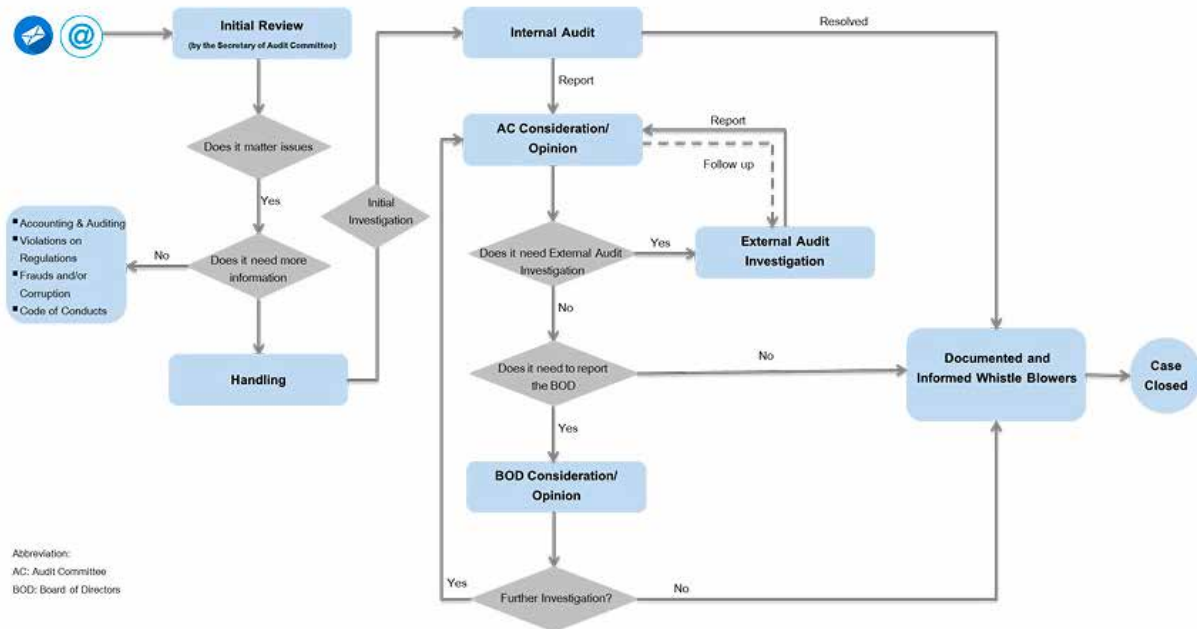 @
Initial Review
(by the Secretary of Audit Committee)
Does it matter issues
Yes
Does it need more
information
No
■ Accounting & Auditing
■ Violations on
Regulations
■ Frauds and/or
Corruption
■ Code of Conducts
Handling
Initial
Investigation
Internal Audit
Resolved
Report
AC Consideration/
Opinion
Report
Follow up
Does it need External Audit
Investigation
Yes
External Audit
Investigation
No
Does it need to report
the BOD
No
Documented and
Informed Whistle Blowers
Case
Closed
Yes
BOD Consideration/
Opinion
Further Investigation?
Yes
No
Abbreviation:
AC: Audit Committee
BOD: Board of Directors